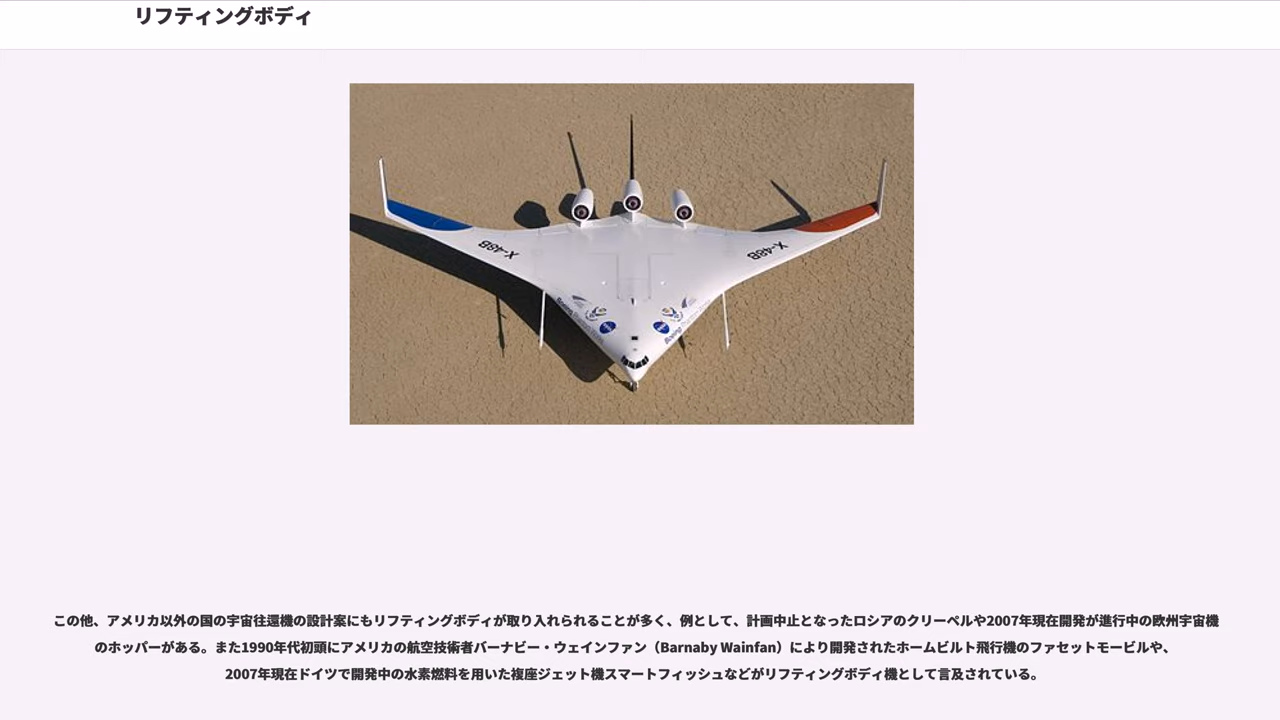 リフティングボディ
X-48B
X-48B
この他、アメリカ以外の国の宇宙往還機の設計案にもリフティングボディが取り入れられることが多く、例として、計画中止となったロシアのクリーペルや2007年現在開発が進行中の欧州宇宙機
のホッパーがある。また1990年代初頭にアメリカの航空技術者バーナビー・ウェインファン（Barnaby Wainfan）により開発されたホームビルト飛行機のファセットモービルや、
2007年現在ドイツで開発中の水素燃料を用いた複座ジェット機スマートフィッシュなどがリフティングボディ機として言及されている。